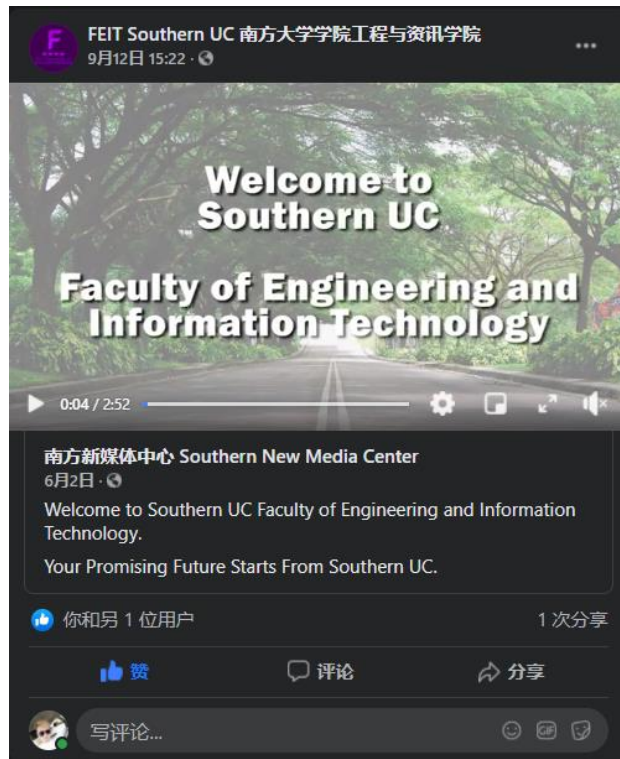 FEIT Southern UC 南方大学学院工程与资讯学院
9月12日 15:22 ·
Welcome to
Southern UC
Faculty of Engineering and
Information Technology
0:04 / 2:52
南方新媒体中心 Southern New Media Center
6月2日 ·
Welcome to Southern UC Faculty of Engineering and Information
Technology.
Your Promising Future Starts From Southern UC.
你和另 1 位用户 1 次分享
赞 评论 分享
写评论... GIF